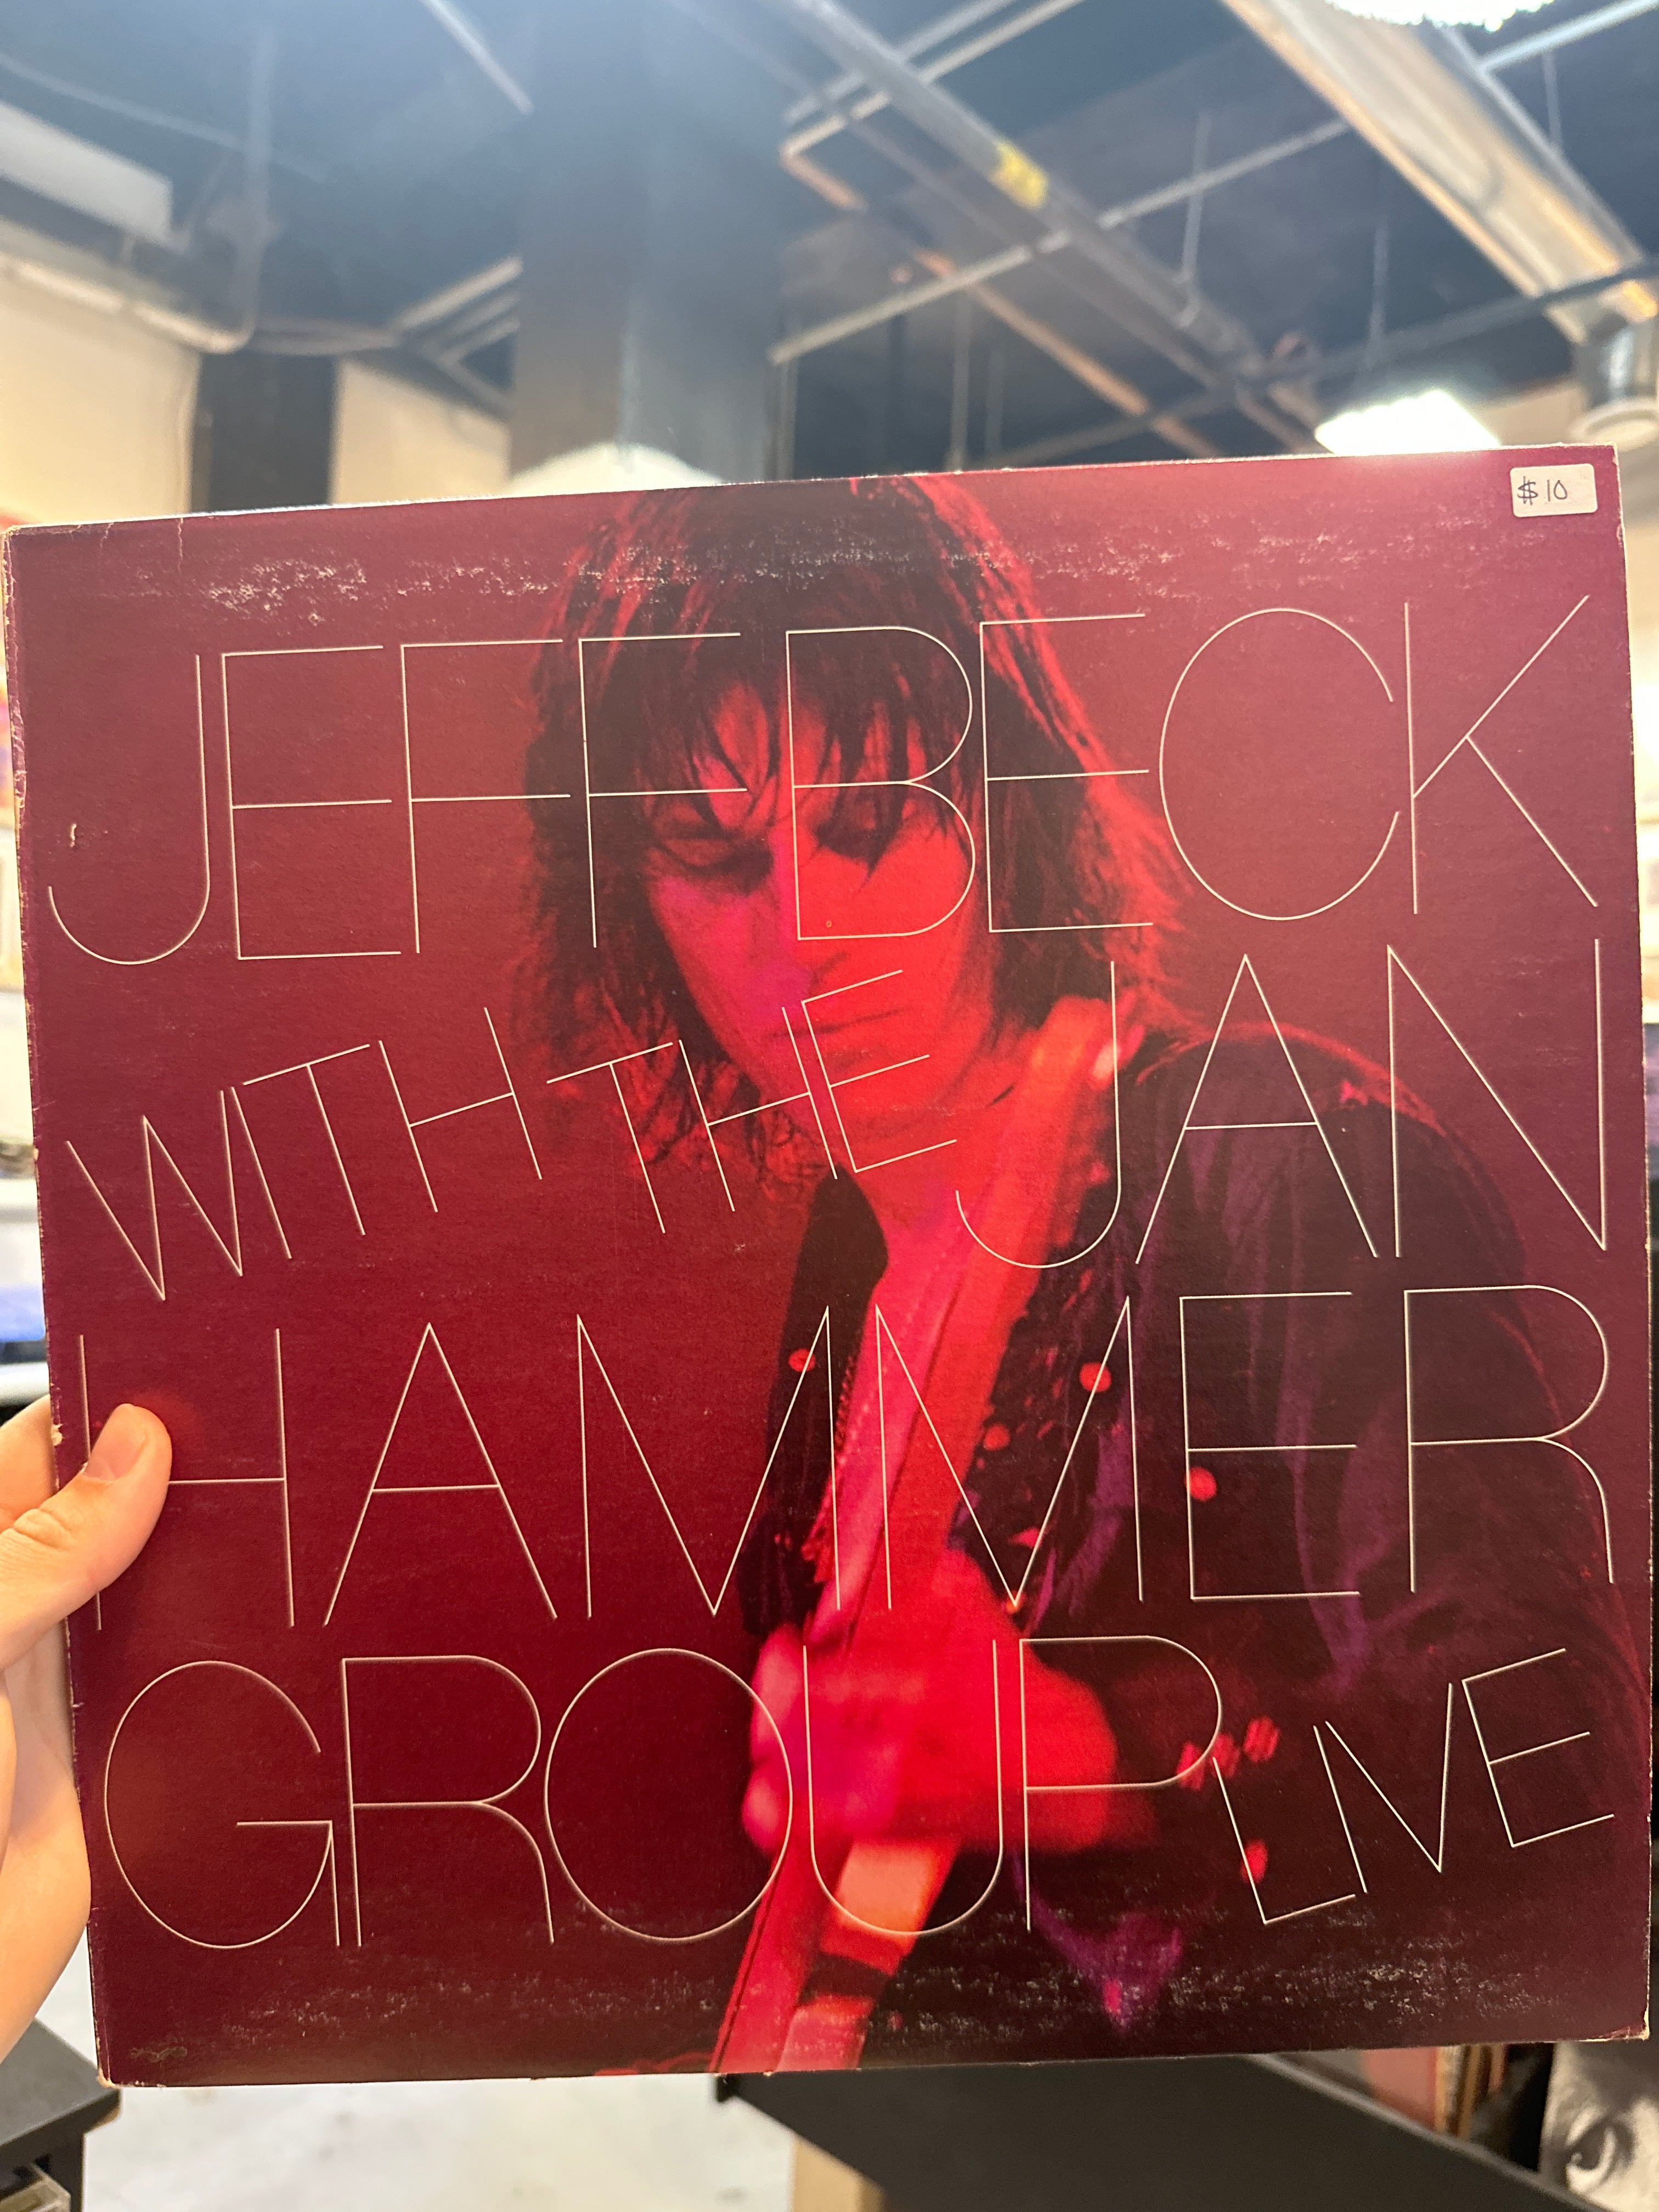 $10
JEFF BECK
WITH THE JAN
HAMMER
GROUP LIVE